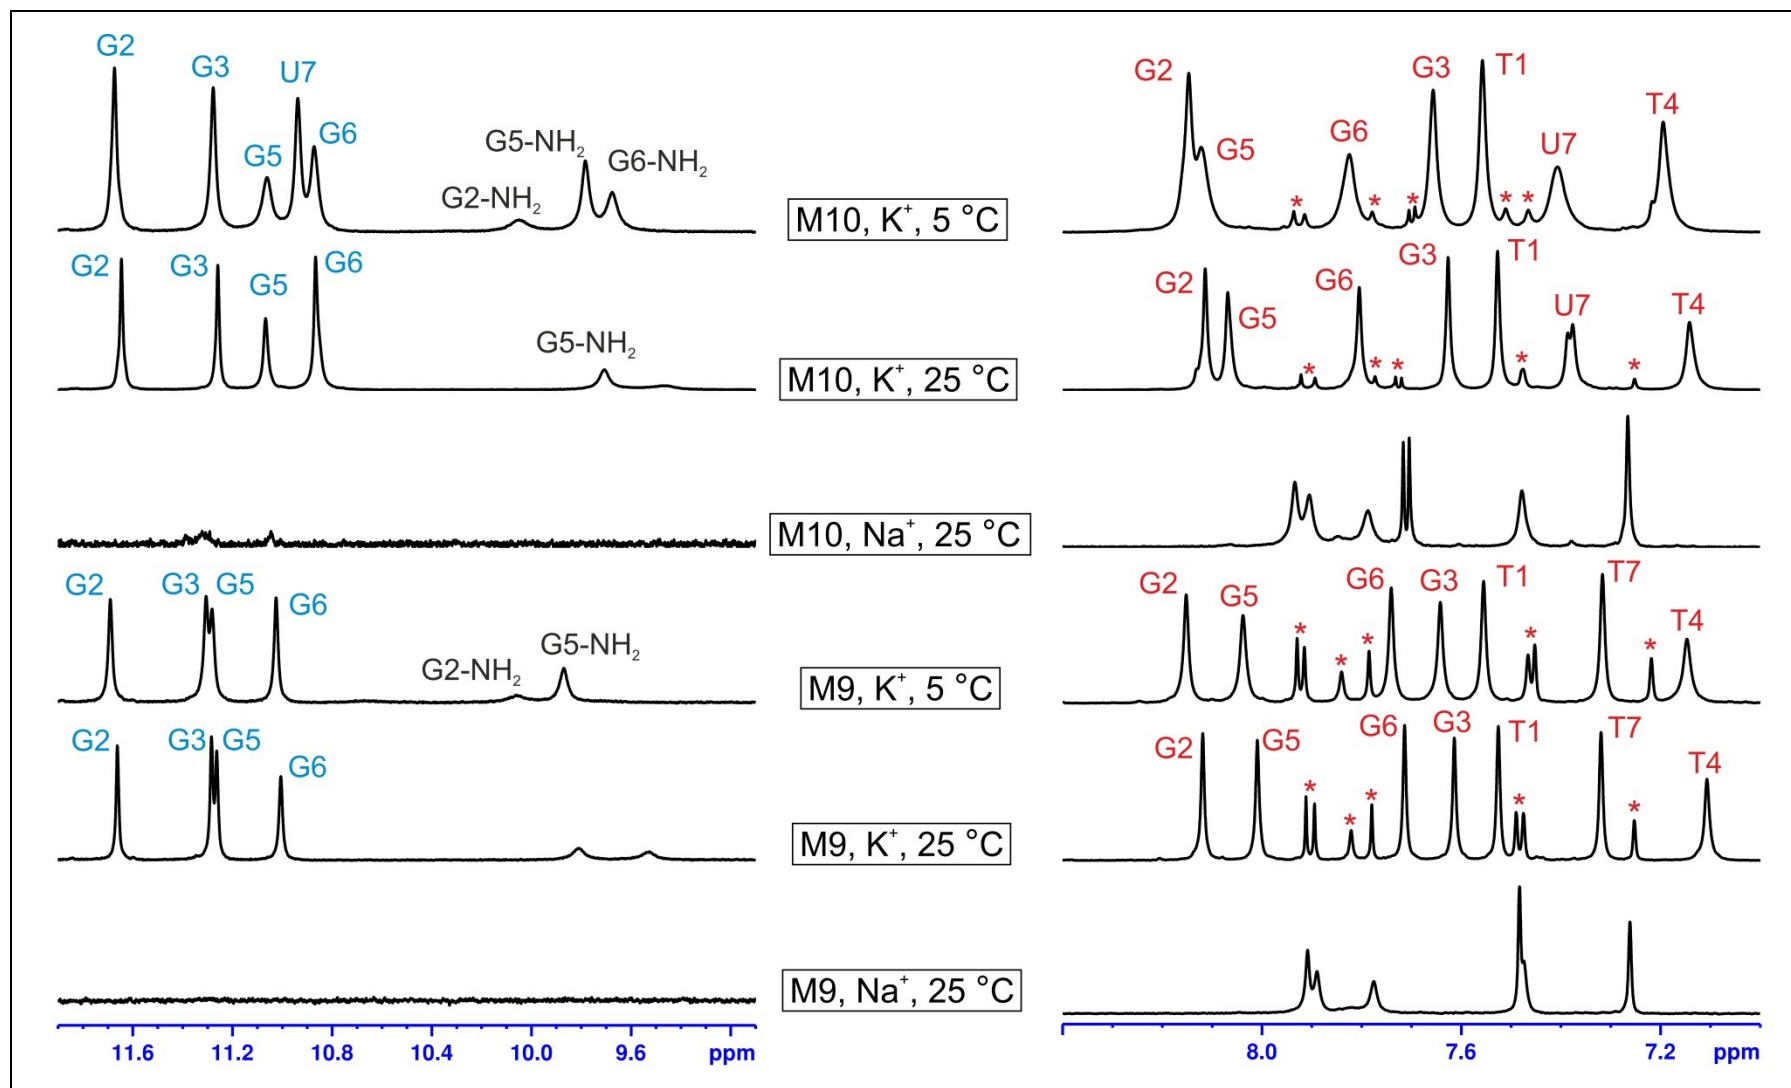 G2 G3 U7 G5 G6 G2-NH₂ G5-NH₂ G6-NH₂
M10, K⁺, 5 °C
G2 G5 * G6 * * G3 T1 * * U7 T4
G2 G3 G5 G6 G5-NH₂
M10, K⁺, 25 °C
G2 G5 * G6 * * G3 T1 * U7 * T4
M10, Na⁺, 25 °C
G2 G3 G5 G6 G2-NH₂ G5-NH₂
M9, K⁺, 5 °C
G2 G5 * * * G6 G3 T1 * T7 * T4
G2 G3 G5 G6
M9, K⁺, 25 °C
G2 G5 * * * G6 G3 T1 * T7 * T4
M9, Na⁺, 25 °C
11.6 11.2 10.8 10.4 10.0 9.6 ppm
8.0 7.6 7.2 ppm